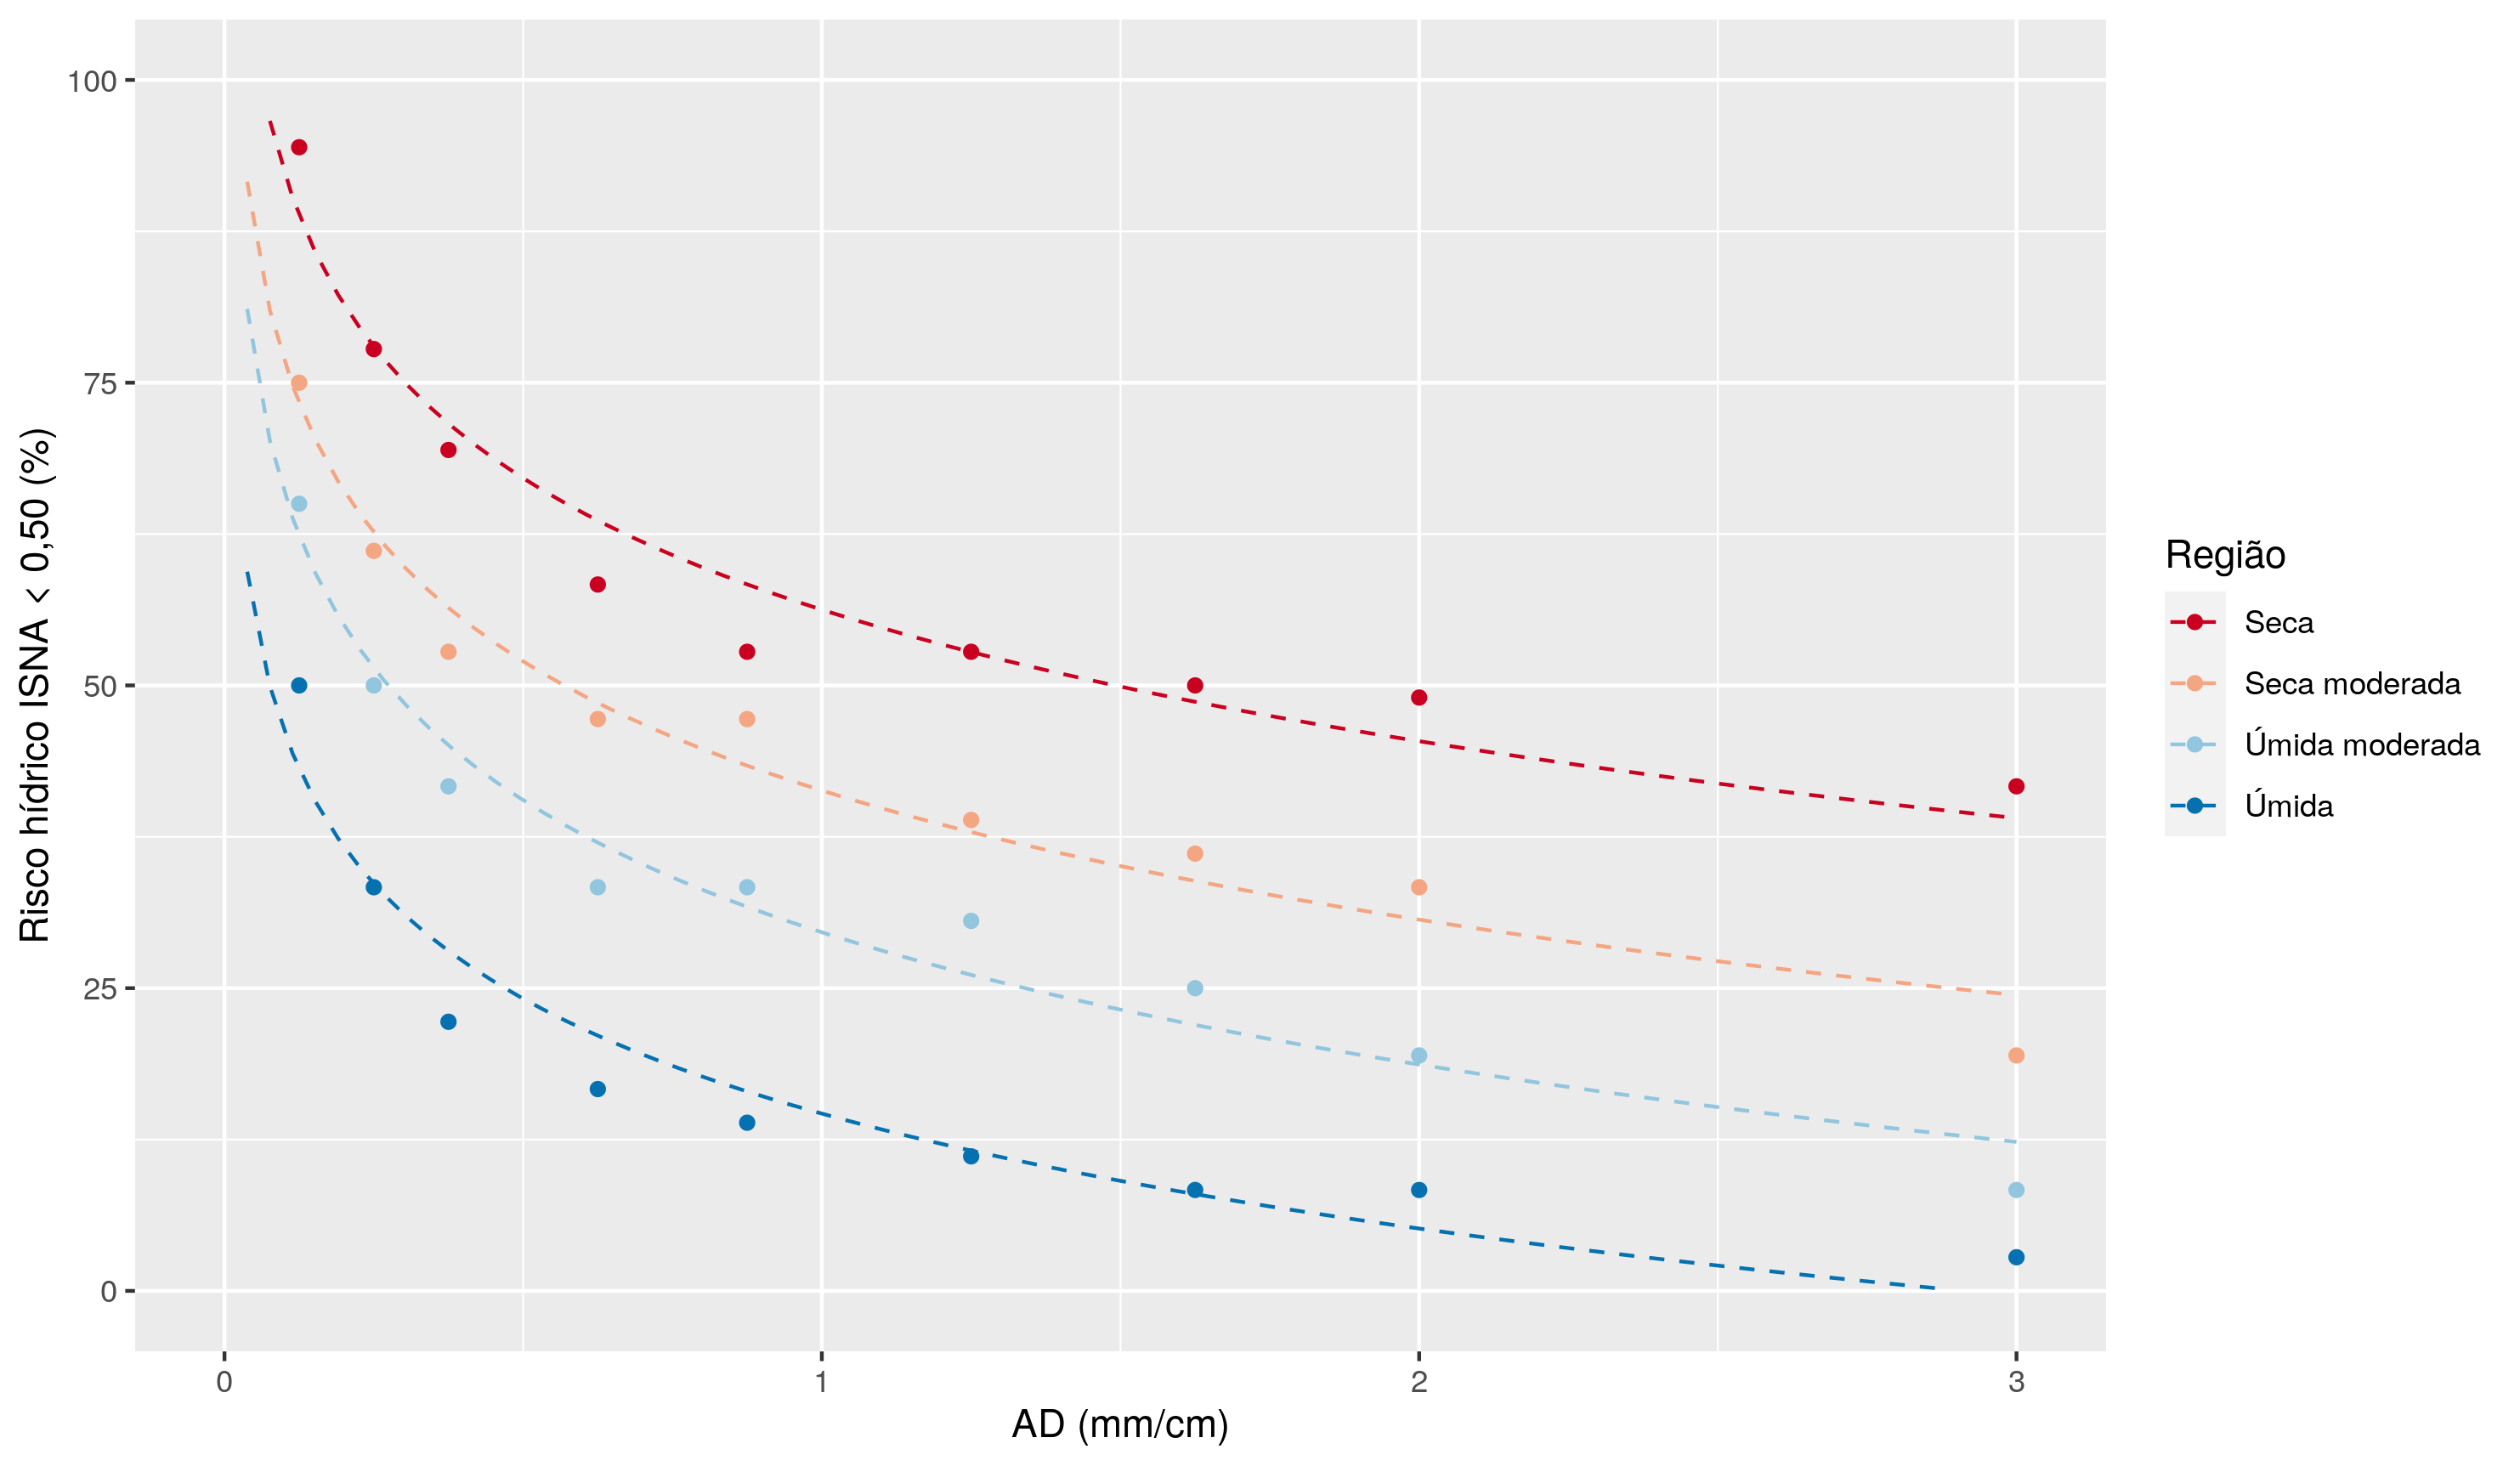 Risco hídrico ISNA < 0,50 (%)
100
75
50
25
0
0 1 2 3
AD (mm/cm)
Região
Seca
Seca moderada
Úmida moderada
Úmida